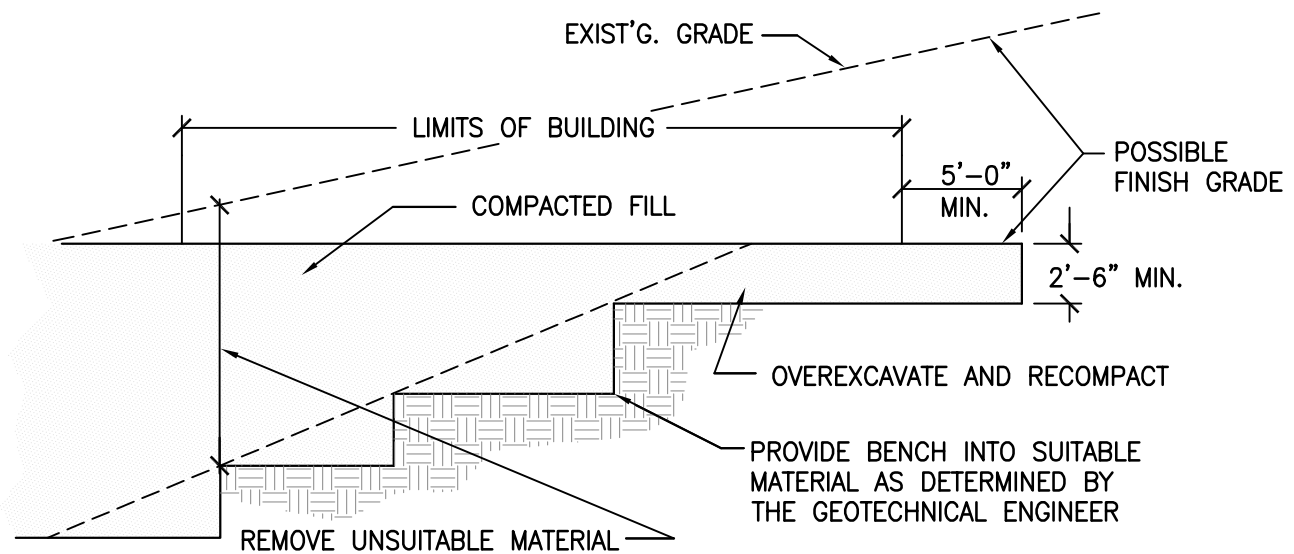 EXIST'G. GRADE
LIMITS OF BUILDING
POSSIBLE
FINISH GRADE
5'-0"
MIN.
COMPACTED FILL
2'-6" MIN.
OVEREXCAVATE AND RECOMPACT
PROVIDE BENCH INTO SUITABLE
MATERIAL AS DETERMINED BY
THE GEOTECHNICAL ENGINEER
REMOVE UNSUITABLE MATERIAL